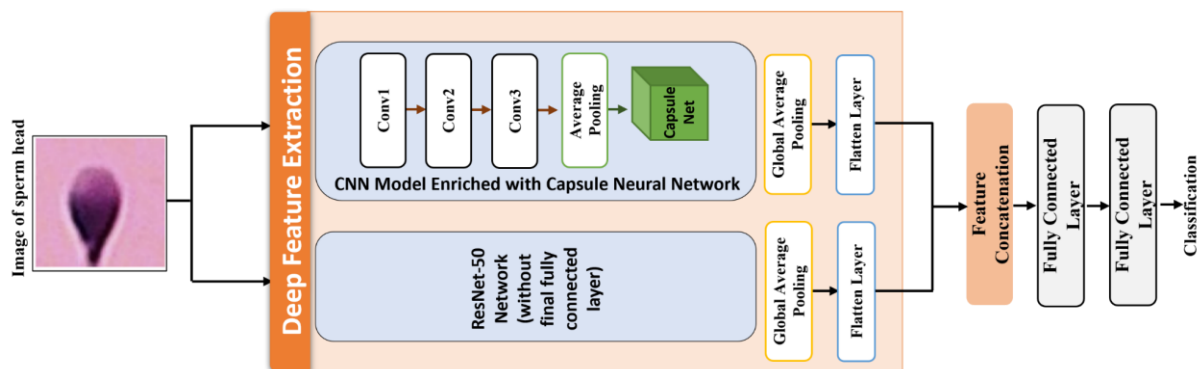 Image of sperm head
Deep Feature Extraction
Conv1
Conv2
Conv3
Average
Pooling
Capsule
Net
CNN Model Enriched with Capsule Neural Network
Global Average
Pooling
Flatten Layer
ResNet-50
Network
(without
final fully
connected
layer)
Global Average
Pooling
Flatten Layer
Feature
Concatenation
Fully Connected
Layer
Fully Connected
Layer
Classification